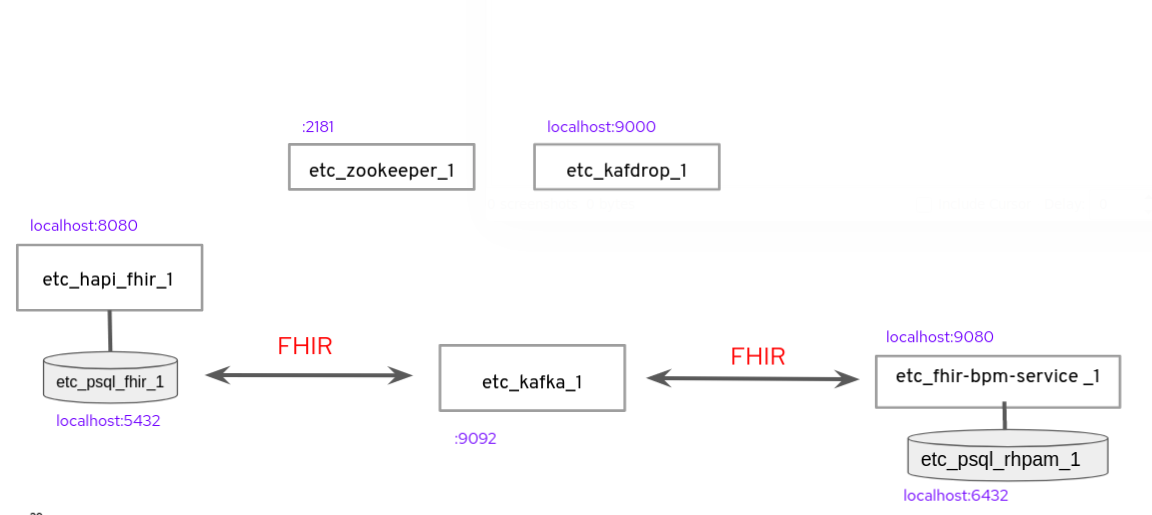 :2181
localhost:9000
etc_zookeeper_1
etc_kafdrop_1
localhost:8080
etc_hapi_fhir_1
FHIR
FHIR
localhost:9080
etc_psql_fhir_1
etc_kafka_1
etc_fhir-bpm-service _1
localhost:5432
:9092
etc_psql_rhpam_1
localhost:6432